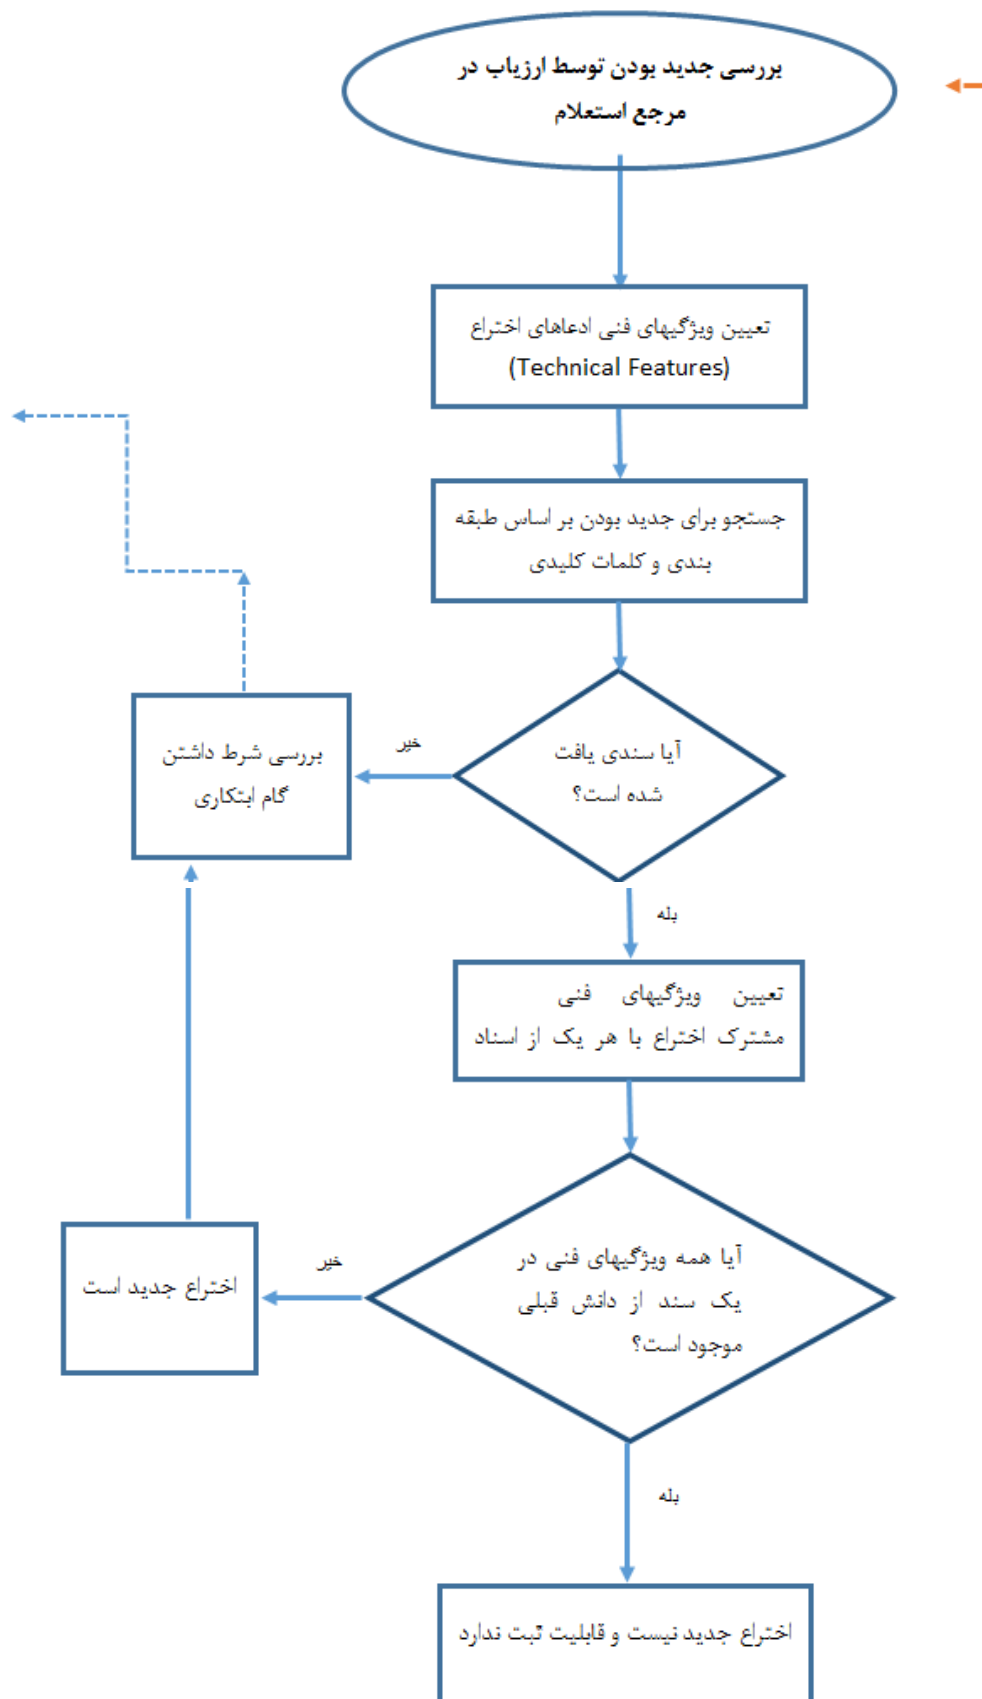 بررسی جدید بودن توسط ارزیاب در
مرجع استعلام
تعیین ویژگیهای فنی ادعاهای اختراع
(Technical Features)
جستجو برای جدید بودن بر اساس طبقه
بندی و کلمات کلیدی
آیا سندی یافت
شده است؟
خیر
بررسی شرط داشتن
گام ابتکاری
بله
تعیین ویژگیهای فنی
مشترک اختراع با هر یک از اسناد
آیا همه ویژگیهای فنی در
یک سند از دانش قبلی
موجود است؟
خیر
اختراع جدید است
بله
اختراع جدید نیست و قابلیت ثبت ندارد